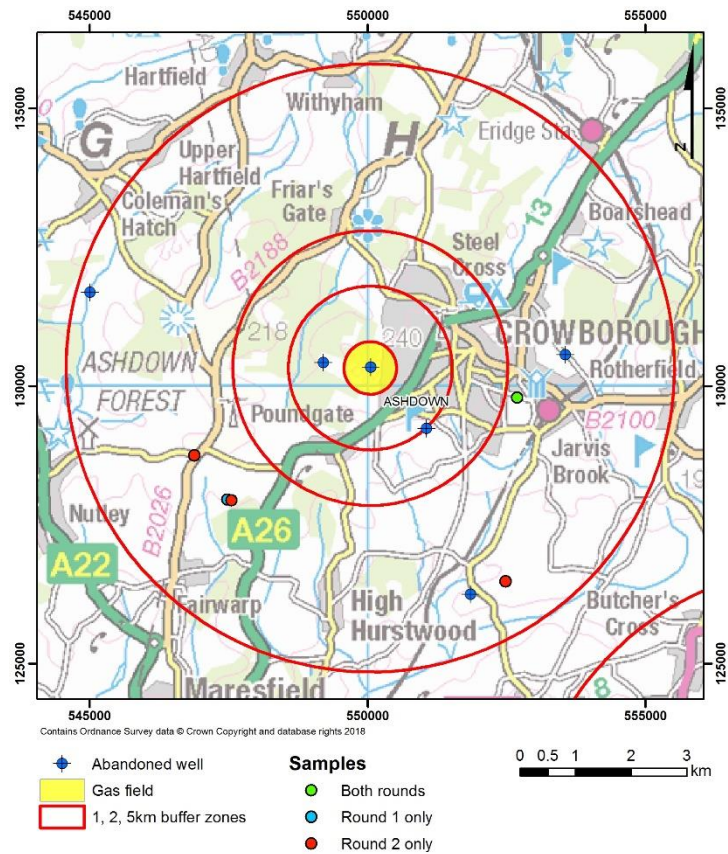 545000
550000
555000
135000
130000
125000
135000
130000
125000
Hartfield
Withyham
Eridge Sta
G
H
13
Upper
Hartfield
Coleman's
Hatch
Friar's
Gate
Boarshead
B2188
Steel
Cross
122
218
240
CROWBOROUGH
ASHDOWN
FOREST
Rotherfield
Poundgate
ASHDOWN
B2100
Jarvis
Brook
19
Nutley
B2026
A26
A22
Fairwarp
High
Hurstwood
Butcher's
Cross
Maresfield
8
N
545000
550000
555000
Contains Ordnance Survey data © Crown Copyright and database rights 2018
Abandoned well
Gas field
1, 2, 5km buffer zones
Samples
Both rounds
Round 1 only
Round 2 only
0 0.5 1 2 3
km